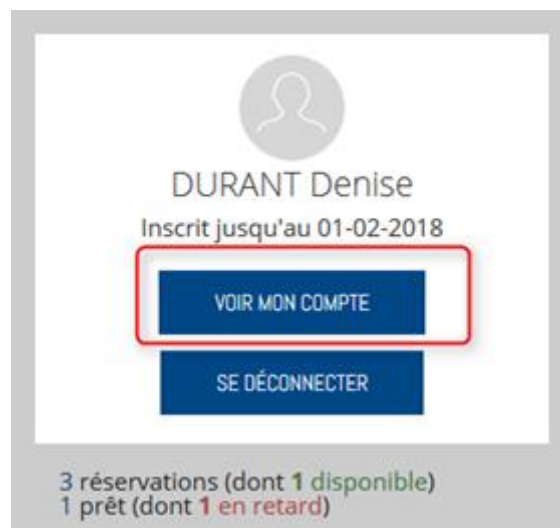 DURANT Denise
Inscrit jusqu'au 01-02-2018
VOIR MON COMPTE
SE DÉCONNECTER
3 réservations (dont 1 disponible)
1 prêt (dont 1 en retard)